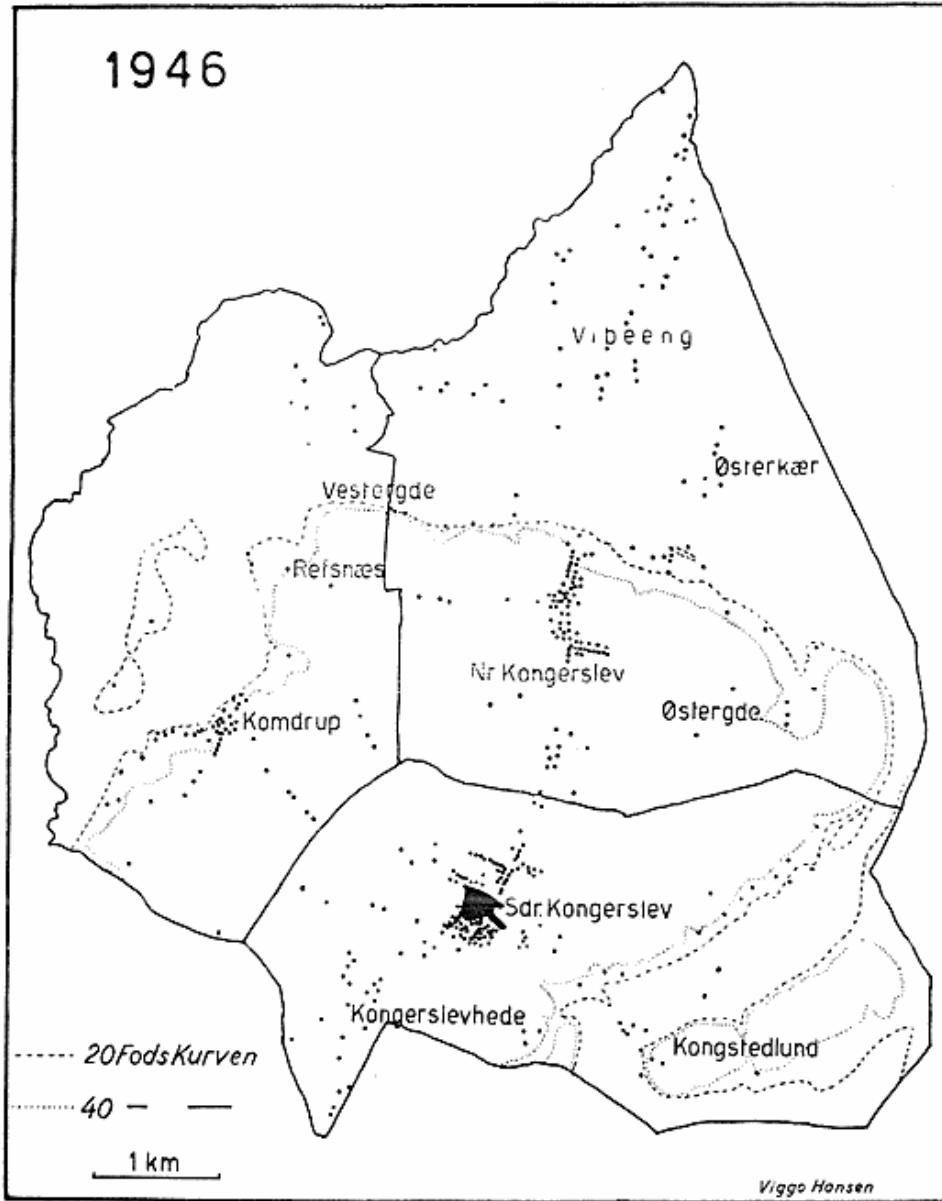 1946
Vibeeng
Østerkær
Vestergde
Refsnæs
Nr Kongerslev
Østergde
Komdrup
Sdr. Kongerslev
Kongerslevhede
Kongstedlund
20 Fods Kurven
40 — — —
1 km
Viggo Hansen